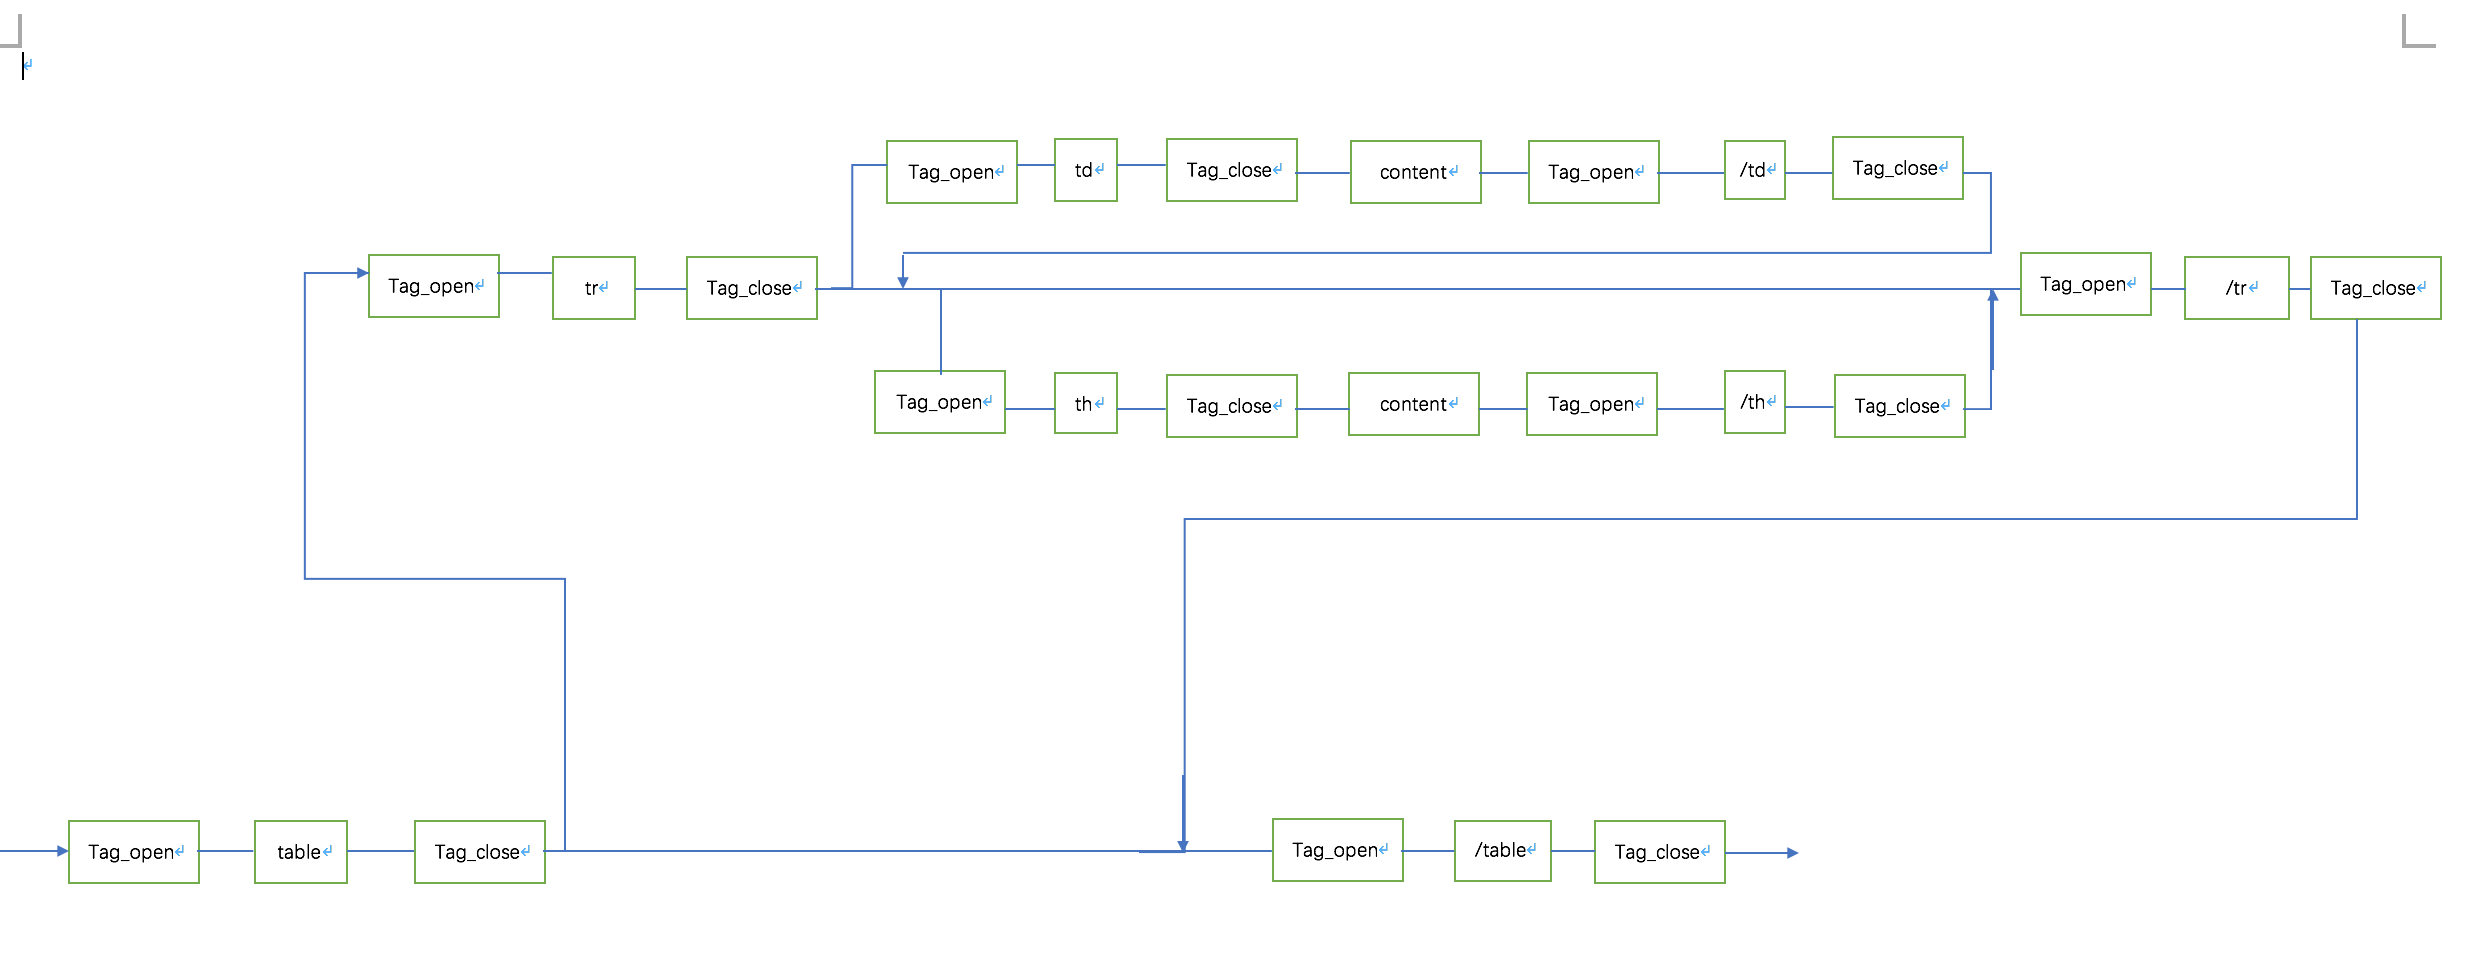 Tag_open
td
Tag_close
content
Tag_open
/td
Tag_close
Tag_open
tr
Tag_close
Tag_open
/tr
Tag_close
Tag_open
th
Tag_close
content
Tag_open
/th
Tag_close
Tag_open
table
Tag_close
Tag_open
/table
Tag_close